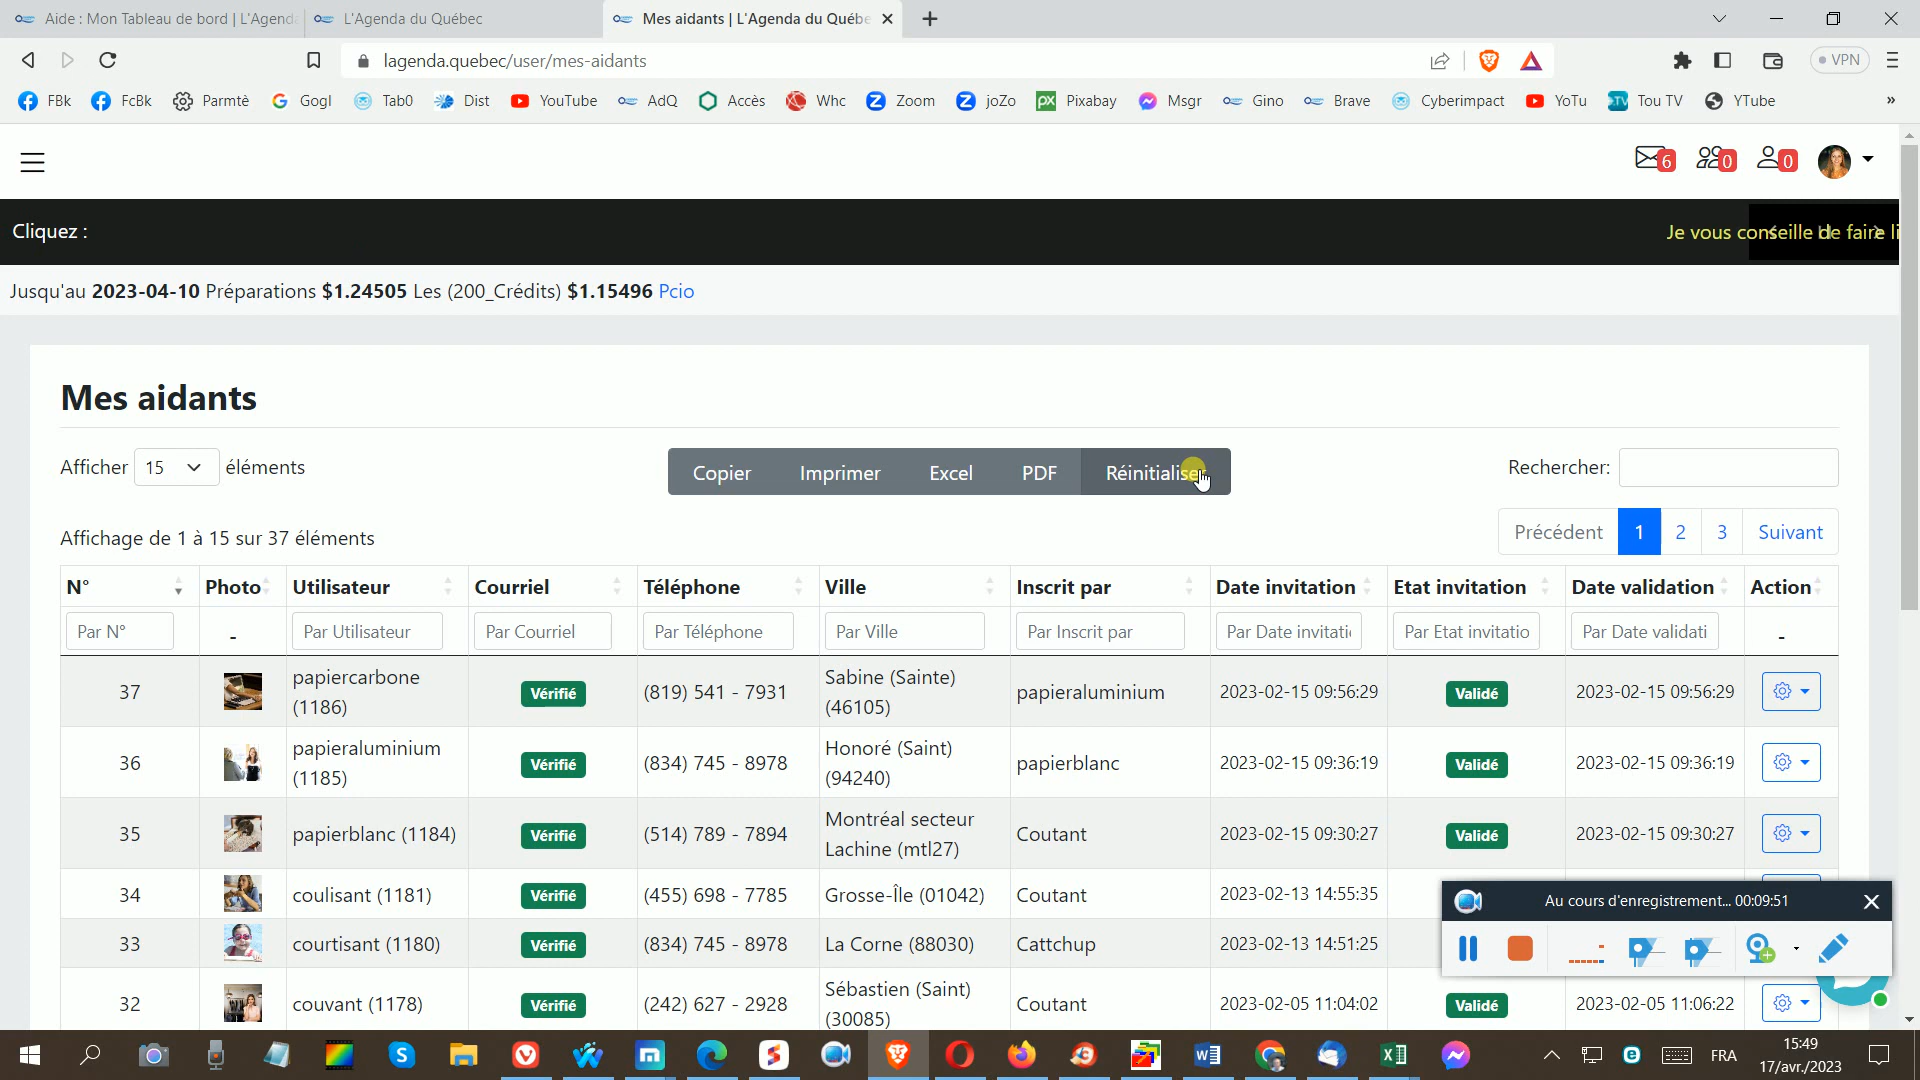 Aide : Mon Tableau de bord | L'Agenda
L'Agenda du Québec
Mes aidants | L'Agenda du Québe
lagenda.quebec/user/mes-aidants
VPN
FBk FcBk Parmtè Gogl Tab0 Dist YouTube AdQ Accès Whc Zoom joZo Pixabay Msgr Gino Brave Cyberimpact YoTu Tou TV YTube »
6 0 0
Cliquez :
Je vous conseille de faire li
Jusqu'au 2023-04-10 Préparations $1.24505 Les (200_Crédits) $1.15496 Pcio
Mes aidants
Afficher 15 éléments
Copier Imprimer Excel PDF Réinitialiser
Rechercher:
Affichage de 1 à 15 sur 37 éléments
Précédent 1 2 3 Suivant
N° Photo Utilisateur Courriel Téléphone Ville Inscrit par Date invitation Etat invitation Date validation Action
Par N° - Par Utilisateur Par Courriel Par Téléphone Par Ville Par Inscrit par Par Date invitati Par Etat invitatio Par Date validati -
37 papiercarbone (1186) Vérifié (819) 541 - 7931 Sabine (Sainte) (46105) papieraluminium 2023-02-15 09:56:29 Validé 2023-02-15 09:56:29
36 papieraluminium (1185) Vérifié (834) 745 - 8978 Honoré (Saint) (94240) papierblanc 2023-02-15 09:36:19 Validé 2023-02-15 09:36:19
35 papierblanc (1184) Vérifié (514) 789 - 7894 Montréal secteur Lachine (mtl27) Coutant 2023-02-15 09:30:27 Validé 2023-02-15 09:30:27
34 coulisant (1181) Vérifié (455) 698 - 7785 Grosse-Île (01042) Coutant 2023-02-13 14:55:35
33 courtisant (1180) Vérifié (834) 745 - 8978 La Corne (88030) Cattchup 2023-02-13 14:51:25
32 couvant (1178) Vérifié (242) 627 - 2928 Sébastien (Saint) (30085) Coutant 2023-02-05 11:04:02 Validé 2023-02-05 11:06:22
Au cours d'enregistrement... 00:09:51
FRA
15:49
17/avr./2023